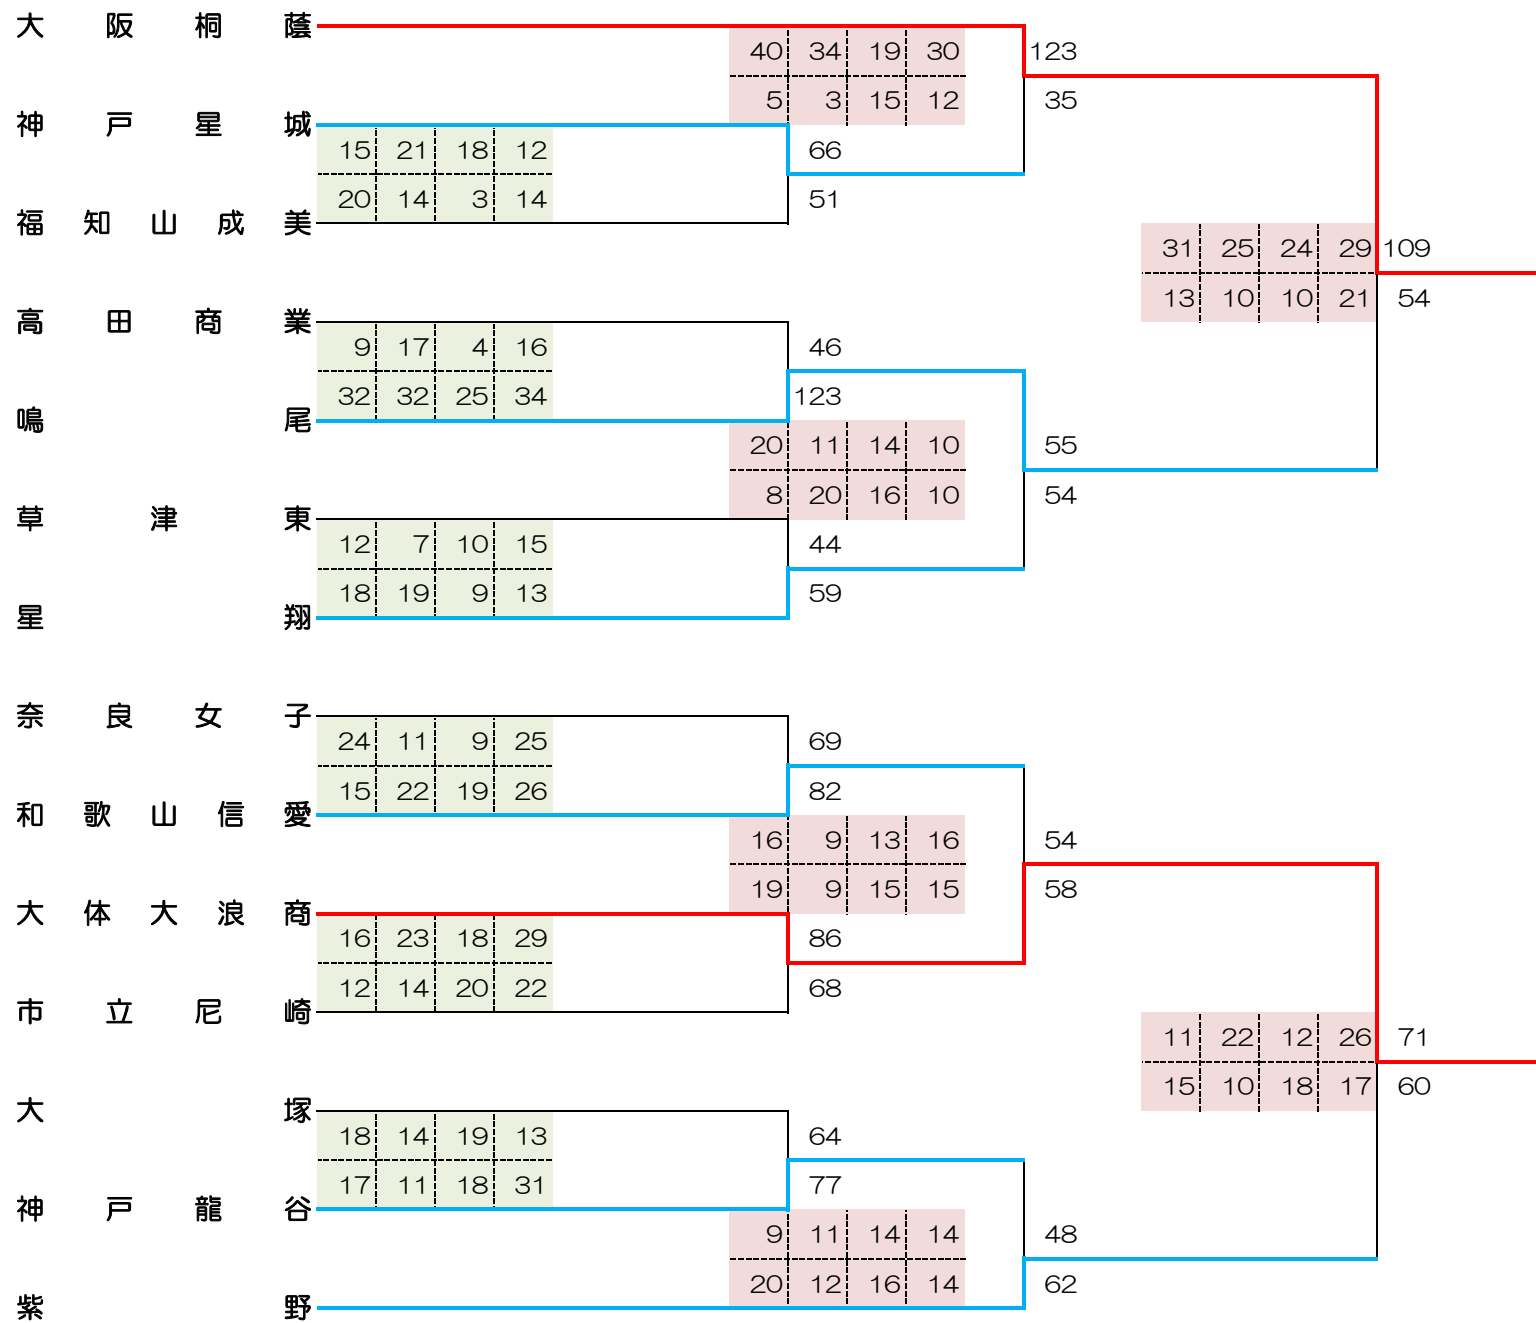 大阪桐蔭
40 34 19 30 123
5 3 15 12 35
神戸星城
15 21 18 12 66
20 14 3 14 51
福知山成美
31 25 24 29 109
13 10 10 21 54
高田商業
9 17 4 16 46
32 32 25 34 123
鳴尾
20 11 14 10 55
8 20 16 10 54
草津東
12 7 10 15 44
18 19 9 13 59
星翔
奈良女子
24 11 9 25 69
15 22 19 26 82
和歌山信愛
16 9 13 16 54
19 9 15 15 58
大体大浪商
16 23 18 29 86
12 14 20 22 68
市立尼崎
11 22 12 26 71
15 10 18 17 60
大塚
18 14 19 13 64
17 11 18 31 77
神戸龍谷
9 11 14 14 48
20 12 16 14 62
紫野